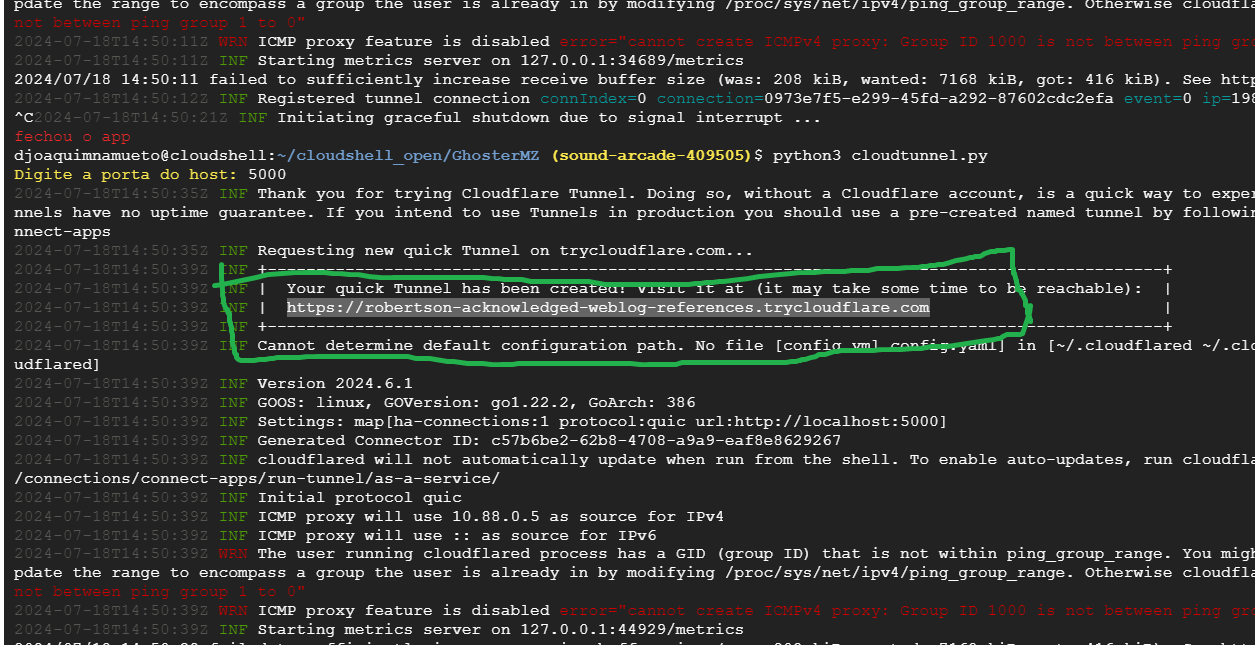 pdate the range to encompass a group the user is already in by modifying /proc/sys/net/ipv4/ping_group_range. Otherwise cloudfla
not between ping group 1 to 0"
2024-07-18T14:50:11Z WRN ICMP proxy feature is disabled error="cannot create ICMPv4 proxy: Group ID 1000 is not between ping gro
2024-07-18T14:50:11Z INF Starting metrics server on 127.0.0.1:34689/metrics
2024/07/18 14:50:11 failed to sufficiently increase receive buffer size (was: 208 kiB, wanted: 7168 kiB, got: 416 kiB). See http
2024-07-18T14:50:12Z INF Registered tunnel connection connIndex=0 connection=0973e7f5-e299-45fd-a292-87602cdc2efa event=0 ip=198
^C2024-07-18T14:50:21Z INF Initiating graceful shutdown due to signal interrupt ...
fechou o app
djoaquimnamueto@cloudshell:~/cloudshell_open/GhosterMZ (sound-arcade-409505)$ python3 cloudtunnel.py
Digite a porta do host: 5000
2024-07-18T14:50:35Z INF Thank you for trying Cloudflare Tunnel. Doing so, without a Cloudflare account, is a quick way to exper
nnels have no uptime guarantee. If you intend to use Tunnels in production you should use a pre-created named tunnel by followin
nnect-apps
2024-07-18T14:50:35Z INF Requesting new quick Tunnel on trycloudflare.com...
2024-07-18T14:50:39Z INF +--------------------------------------------------------------------------------------------+
2024-07-18T14:50:39Z INF | Your quick Tunnel has been created! Visit it at (it may take some time to be reachable): |
2024-07-18T14:50:39Z INF | https://robertson-acknowledged-weblog-references.trycloudflare.com |
2024-07-18T14:50:39Z INF +--------------------------------------------------------------------------------------------+
2024-07-18T14:50:39Z INF Cannot determine default configuration path. No file [config.yml config.yaml] in [~/.cloudflared ~/.clo
udflared]
2024-07-18T14:50:39Z INF Version 2024.6.1
2024-07-18T14:50:39Z INF GOOS: linux, GOVersion: go1.22.2, GoArch: 386
2024-07-18T14:50:39Z INF Settings: map[ha-connections:1 protocol:quic url:http://localhost:5000]
2024-07-18T14:50:39Z INF Generated Connector ID: c57b6be2-62b8-4708-a9a9-eaf8e8629267
2024-07-18T14:50:39Z INF cloudflared will not automatically update when run from the shell. To enable auto-updates, run cloudfla
/connections/connect-apps/run-tunnel/as-a-service/
2024-07-18T14:50:39Z INF Initial protocol quic
2024-07-18T14:50:39Z INF ICMP proxy will use 10.88.0.5 as source for IPv4
2024-07-18T14:50:39Z INF ICMP proxy will use :: as source for IPv6
2024-07-18T14:50:39Z WRN The user running cloudflared process has a GID (group ID) that is not within ping_group_range. You migh
pdate the range to encompass a group the user is already in by modifying /proc/sys/net/ipv4/ping_group_range. Otherwise cloudfla
not between ping group 1 to 0"
2024-07-18T14:50:39Z WRN ICMP proxy feature is disabled error="cannot create ICMPv4 proxy: Group ID 1000 is not between ping gro
2024-07-18T14:50:39Z INF Starting metrics server on 127.0.0.1:44929/metrics